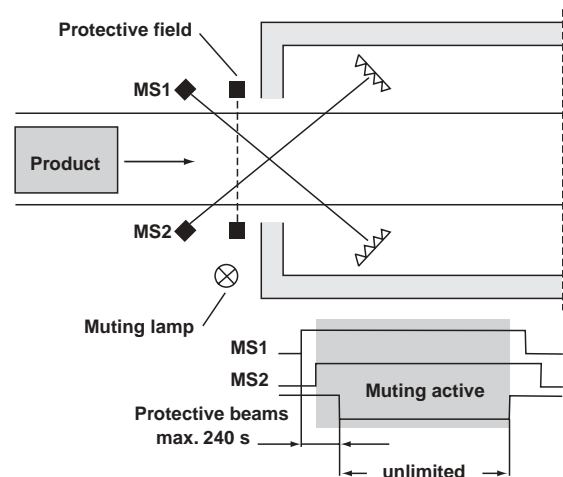 Protective field
MS1
Product
MS2
Muting lamp
MS1
MS2
Muting active
Protective beams
max. 240 s
unlimited